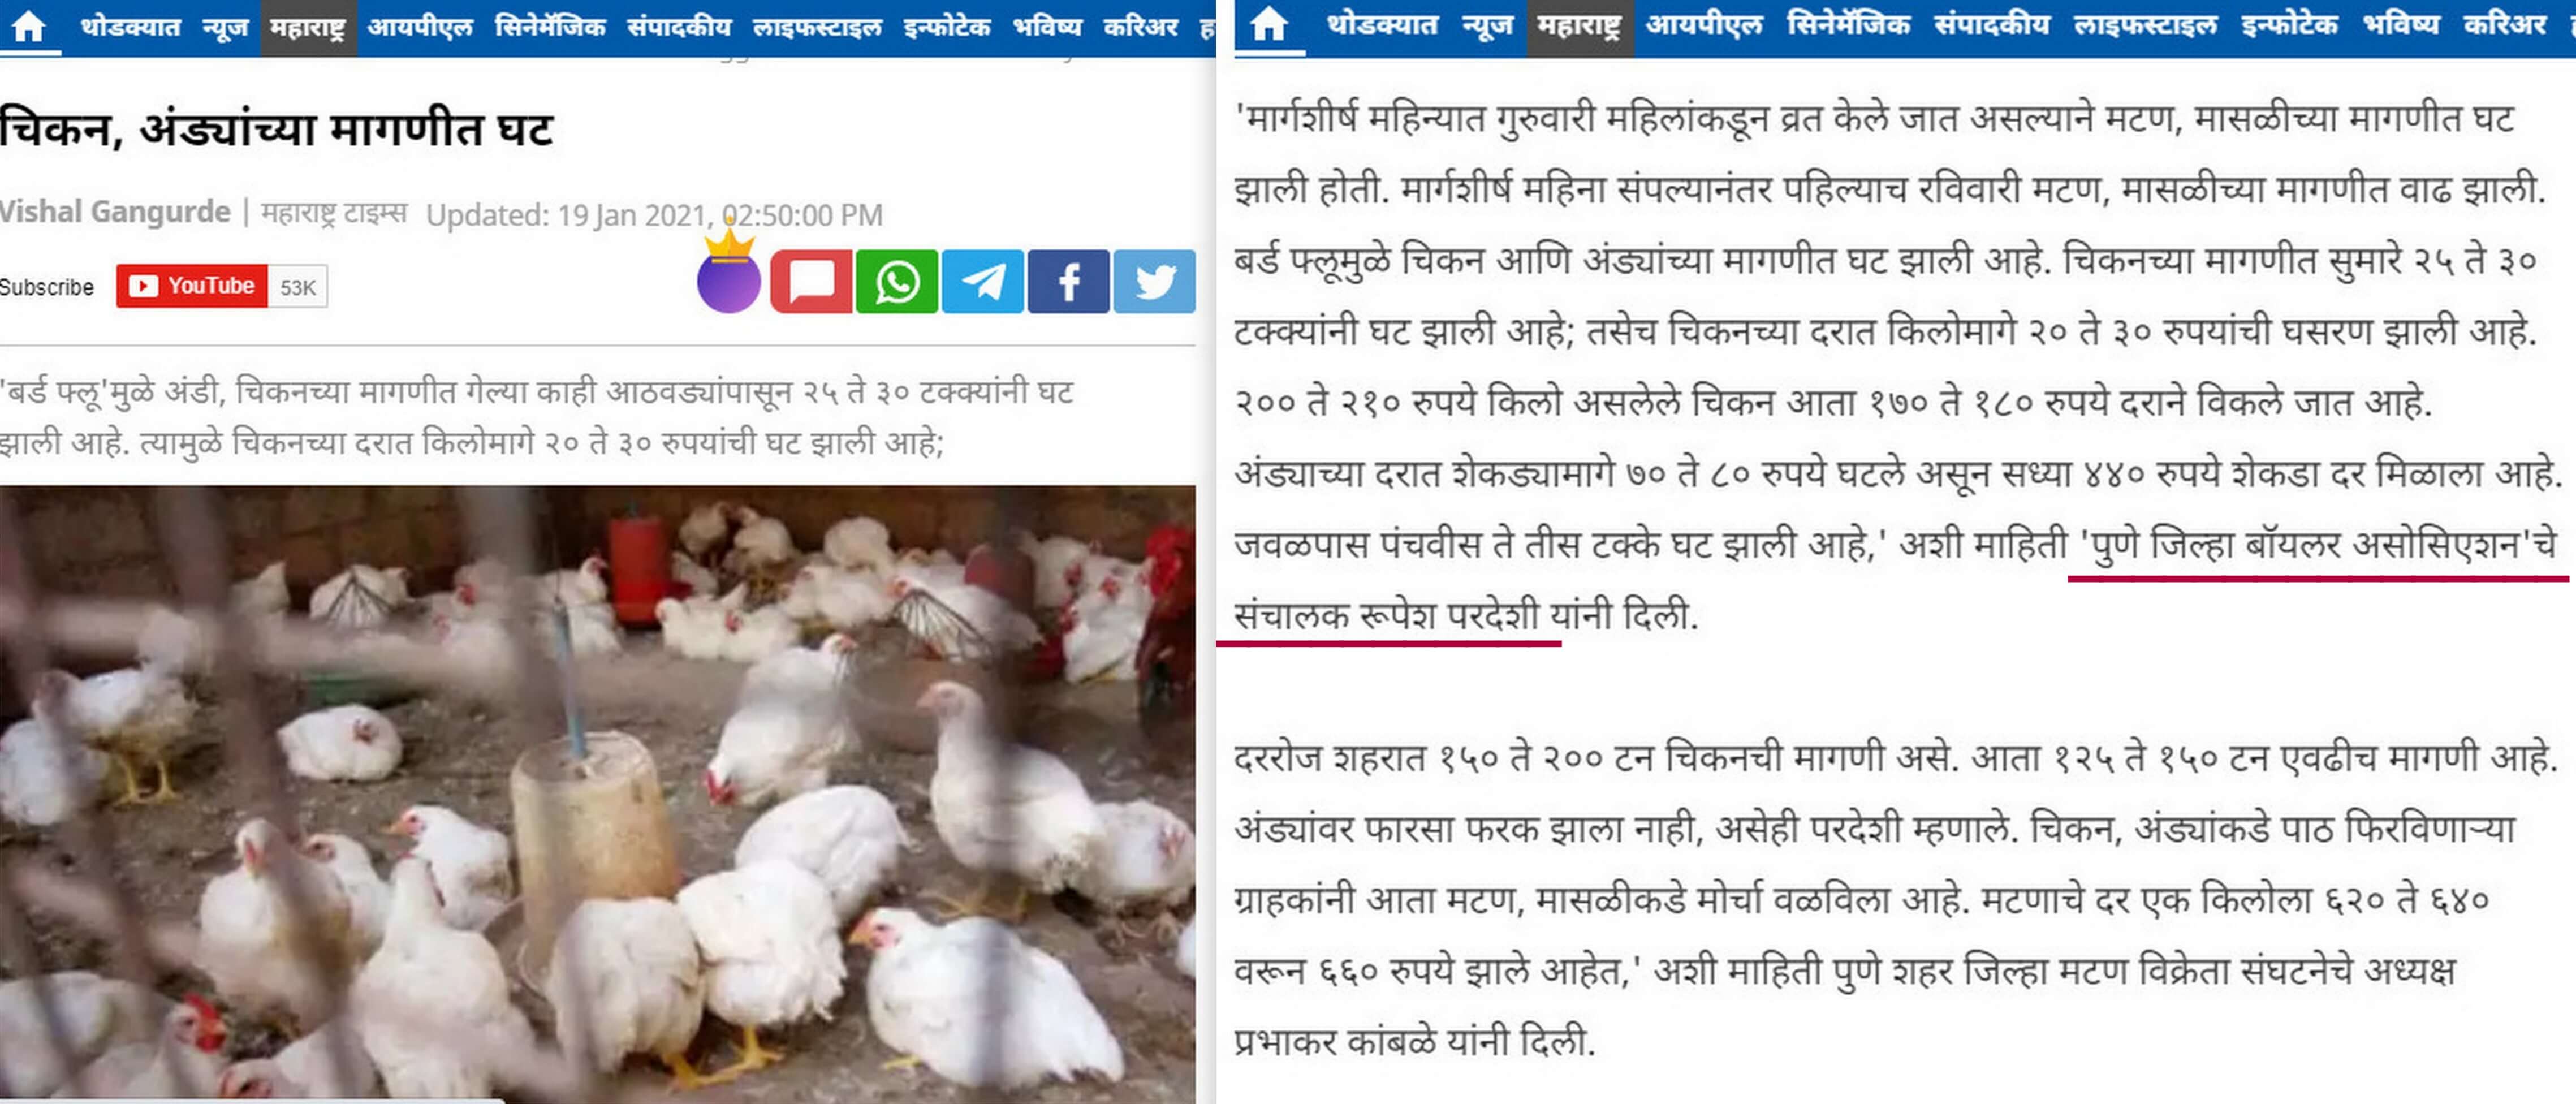 थोडक्यात न्यूज महाराष्ट्र आयपीएल सिनेमॅजिक संपादकीय लाइफस्टाइल इन्फोटेक भविष्य करिअर
चिकन, अंड्यांच्या मागणीत घट
Vishal Gangurde | महाराष्ट्र टाइम्स Updated: 19 Jan 2021, 02:50:00 PM
Subscribe YouTube 53K
'बर्ड फ्लू'मुळे अंडी, चिकनच्या मागणीत गेल्या काही आठवड्यांपासून २५ ते ३० टक्क्यांनी घट
झाली आहे. त्यामुळे चिकनच्या दरात किलोमागे २० ते ३० रुपयांची घट झाली आहे;
थोडक्यात न्यूज महाराष्ट्र आयपीएल सिनेमॅजिक संपादकीय लाइफस्टाइल इन्फोटेक भविष्य करिअर
'मार्गशीर्ष महिन्यात गुरुवारी महिलांकडून व्रत केले जात असल्याने मटण, मासळीच्या मागणीत घट
झाली होती. मार्गशीर्ष महिना संपल्यानंतर पहिल्याच रविवारी मटण, मासळीच्या मागणीत वाढ झाली.
बर्ड फ्लूमुळे चिकन आणि अंड्यांच्या मागणीत घट झाली आहे. चिकनच्या मागणीत सुमारे २५ ते ३०
टक्क्यांनी घट झाली आहे; तसेच चिकनच्या दरात किलोमागे २० ते ३० रुपयांची घसरण झाली आहे.
२०० ते २१० रुपये किलो असलेले चिकन आता १७० ते १८० रुपये दराने विकले जात आहे.
अंड्याच्या दरात शेकड्यामागे ७० ते ८० रुपये घटले असून सध्या ४४० रुपये शेकडा दर मिळाला आहे.
जवळपास पंचवीस ते तीस टक्के घट झाली आहे,' अशी माहिती 'पुणे जिल्हा बॉयलर असोसिएशन'चे
संचालक रूपेश परदेशी यांनी दिली.
दररोज शहरात १५० ते २०० टन चिकनची मागणी असे. आता १२५ ते १५० टन एवढीच मागणी आहे.
अंड्यांवर फारसा फरक झाला नाही, असेही परदेशी म्हणाले. चिकन, अंड्यांकडे पाठ फिरविणाऱ्या
ग्राहकांनी आता मटण, मासळीकडे मोर्चा वळविला आहे. मटणाचे दर एक किलोला ६२० ते ६४०
वरून ६६० रुपये झाले आहेत,' अशी माहिती पुणे शहर जिल्हा मटण विक्रेता संघटनेचे अध्यक्ष
प्रभाकर कांबळे यांनी दिली.